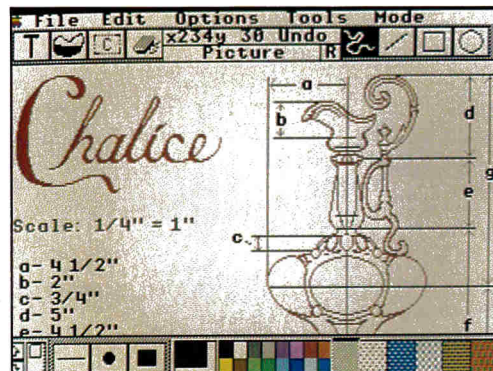 File Edit Options Tools Mode
T C x234y 30 Undo
Picture R
Chalice
Scale: 1/4" = 1"
a- 4 1/2"
b- 2"
c- 3/4"
d- 5"
e- 4 1/2"
a
b
c
d
e
f
g